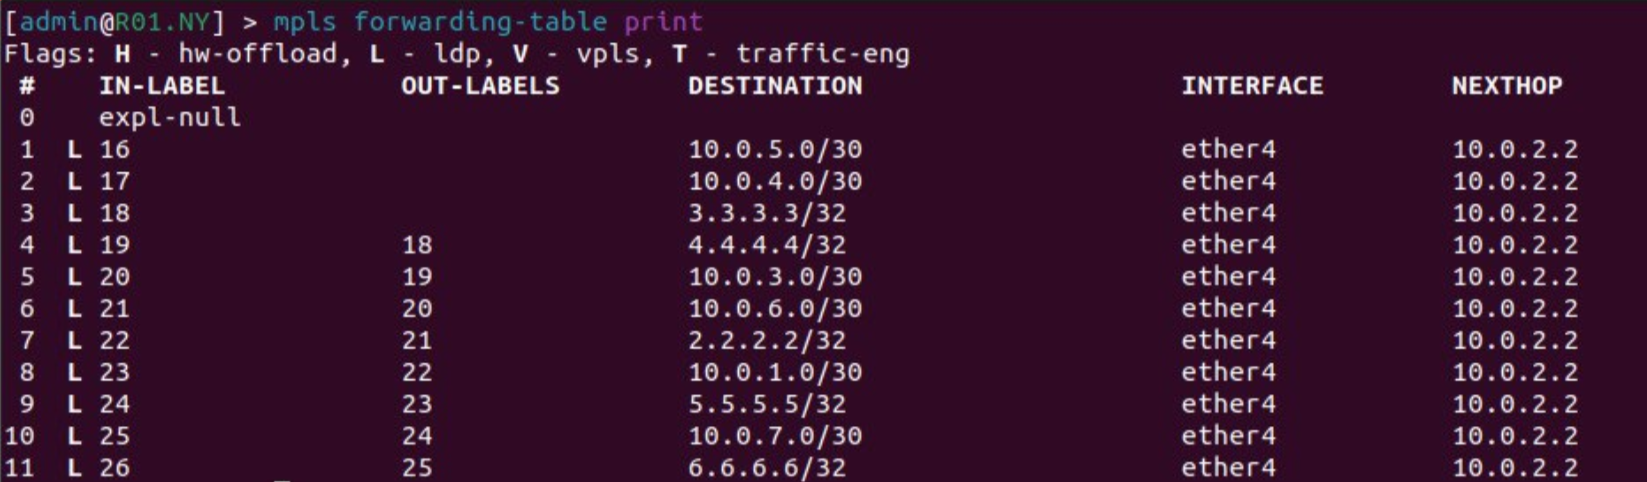 [admin@R01.NY] > mpls forwarding-table print
Flags: H - hw-offload, L - ldp, V - vpls, T - traffic-eng
#    IN-LABEL    OUT-LABELS    DESTINATION    INTERFACE    NEXTHOP
0    expl-null
1  L 16    10.0.5.0/30    ether4    10.0.2.2
2  L 17    10.0.4.0/30    ether4    10.0.2.2
3  L 18    3.3.3.3/32    ether4    10.0.2.2
4  L 19    18    4.4.4.4/32    ether4    10.0.2.2
5  L 20    19    10.0.3.0/30    ether4    10.0.2.2
6  L 21    20    10.0.6.0/30    ether4    10.0.2.2
7  L 22    21    2.2.2.2/32    ether4    10.0.2.2
8  L 23    22    10.0.1.0/30    ether4    10.0.2.2
9  L 24    23    5.5.5.5/32    ether4    10.0.2.2
10  L 25    24    10.0.7.0/30    ether4    10.0.2.2
11  L 26    25    6.6.6.6/32    ether4    10.0.2.2